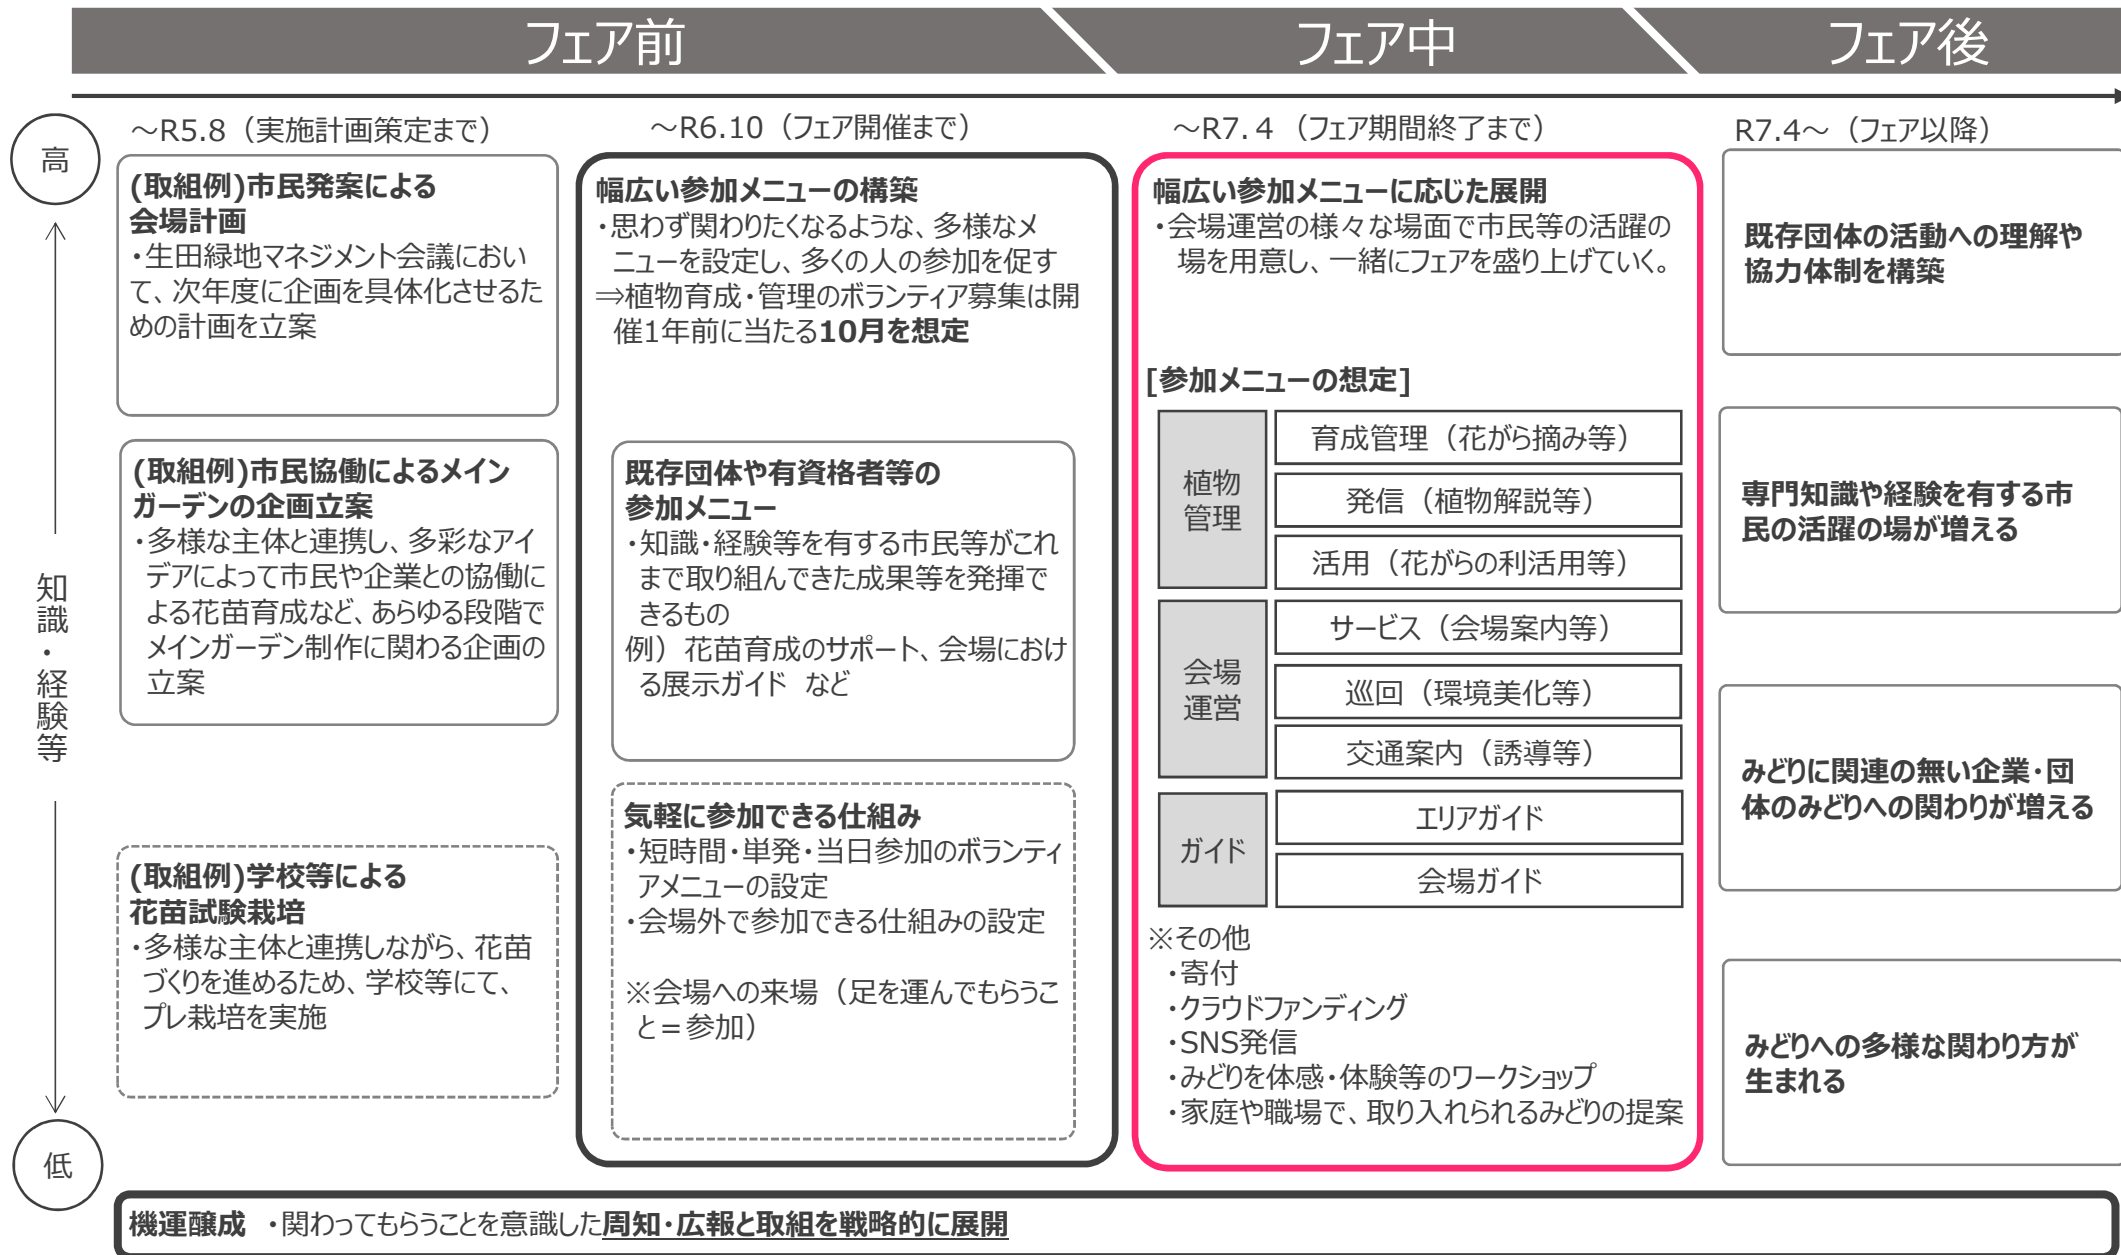 フェア前
フェア中
フェア後
～R5.8（実施計画策定まで）
～R6.10（フェア開催まで）
～R7.４（フェア期間終了まで）
R7.4～（フェア以降）
高
知識・経験等
低
(取組例)市民発案による
会場計画
・生田緑地マネジメント会議におい
て、次年度に企画を具体化させるた
めの計画を立案
(取組例)市民協働によるメイン
ガーデンの企画立案
・多様な主体と連携し、多彩なアイ
デアによって市民や企業との協働に
よる花苗育成など、あらゆる段階で
メインガーデン制作に関わる企画の
立案
(取組例)学校等による
花苗試験栽培
・多様な主体と連携しながら、花苗
づくりを進めるため、学校等にて、
プレ栽培を実施
幅広い参加メニューの構築
・思わず関わりたくなるような、多様なメ
ニューを設定し、多くの人の参加を促す
⇒植物育成・管理のボランティア募集は開
催1年前に当たる10月を想定
既存団体や有資格者等の
参加メニュー
・知識・経験等を有する市民等がこれ
まで取り組んできた成果等を発揮で
きるもの
例）花苗育成のサポート、会場におけ
る展示ガイド など
気軽に参加できる仕組み
・短時間・単発・当日参加のボランティ
アメニューの設定
・会場外で参加できる仕組みの設定
※会場への来場（足を運んでもらうこ
と＝参加）
幅広い参加メニューに応じた展開
・会場運営の様々な場面で市民等の活躍の
場を用意し、一緒にフェアを盛り上げていく。
[参加メニューの想定]
植物
管理
育成管理（花がら摘み等）
発信（植物解説等）
活用（花がらの利活用等）
会場
運営
サービス（会場案内等）
巡回（環境美化等）
交通案内（誘導等）
ガイド
エリアガイド
会場ガイド
※その他
・寄付
・クラウドファンディング
・SNS発信
・みどりを体感・体験等のワークショップ
・家庭や職場で、取り入れられるみどりの提案
既存団体の活動への理解や
協力体制を構築
専門知識や経験を有する市
民の活躍の場が増える
みどりに関連の無い企業・団
体のみどりへの関わりが増える
みどりへの多様な関わり方が
生まれる
機運醸成 ・関わってもらうことを意識した周知・広報と取組を戦略的に展開